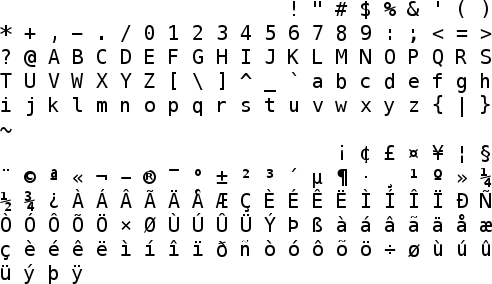 ! " # $ % & ' ( )
* + , - . / 0 1 2 3 4 5 6 7 8 9 : ; < = >
? @ A B C D E F G H I J K L M N O P Q R S
T U V W X Y Z [ \ ] ^ _ ` a b c d e f g h
i j k l m n o p q r s t u v w x y z { | }
~
¡ ¢ £ ¤ ¥ ¦ §
¨ © ª « ¬ - ® ¯ ° ± ² ³ ´ µ ¶ · ¸ ¹ º » ¼
½ ¾ ¿ À Á Â Ã Ä Å Æ Ç È É Ê Ë Ì Í Î Ï Ð Ñ
Ò Ó Ô Õ Ö × Ø Ù Ú Û Ü Ý Þ ß à á â ã ä å æ
ç è é ê ë ì í î ï ð ñ ò ó ô õ ö ÷ ø ù ú û
ü ý þ ÿ